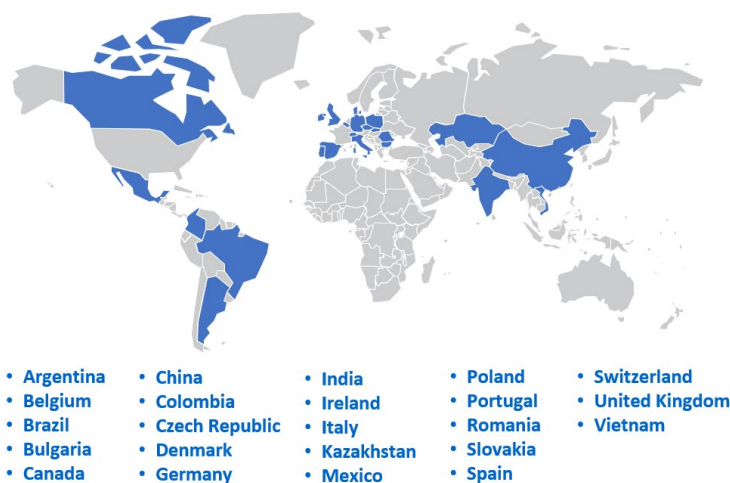 • Argentina
• Belgium
• Brazil
• Bulgaria
• Canada
• China
• Colombia
• Czech Republic
• Denmark
• Germany
• India
• Ireland
• Italy
• Kazakhstan
• Mexico
• Poland
• Portugal
• Romania
• Slovakia
• Spain
• Switzerland
• United Kingdom
• Vietnam